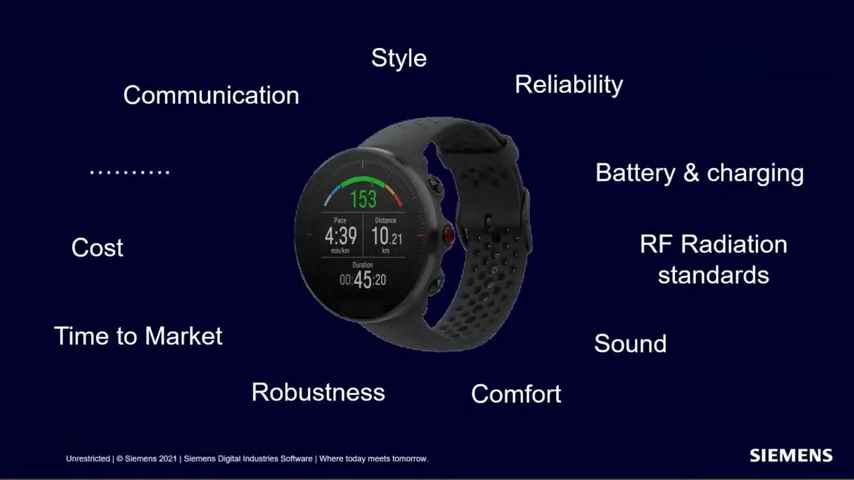 Style
Reliability
Communication
..........
Battery & charging
Cost
RF Radiation
standards
Time to Market
Sound
Robustness
Comfort
153
Pace
Distance
4:39
10.21
min/km
km
Duration
00:45:20
Unrestricted | © Siemens 2021 | Siemens Digital Industries Software | Where today meets tomorrow.
SIEMENS